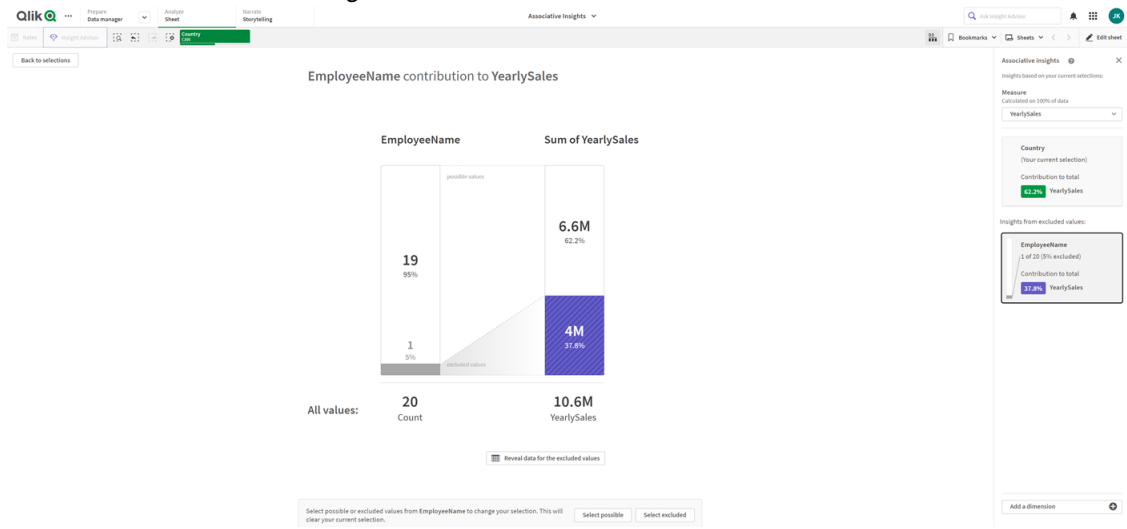 Qlik
Prepare
Data manager
Analyze
Sheet
Narrate
Storytelling
Associative Insights
Ask Insight Advisor
JK
Notes
Insight Advisor
Country
CAN
Bookmarks
Sheets
Edit sheet
Back to selections
EmployeeName contribution to YearlySales
EmployeeName
Sum of YearlySales
possible values
19
95%
6.6M
62.2%
1
5%
4M
37.8%
excluded values
All values:
20
Count
10.6M
YearlySales
Reveal data for the excluded values
Select possible or excluded values from EmployeeName to change your selection. This will
clear your current selection.
Select possible
Select excluded
Associative insights
Insights based on your current selections:
Measure
Calculated on 100% of data
YearlySales
Country
(Your current selection)
Contribution to total
62.2% YearlySales
Insights from excluded values:
EmployeeName
1 of 20 (5% excluded)
Contribution to total
37.8% YearlySales
Add a dimension